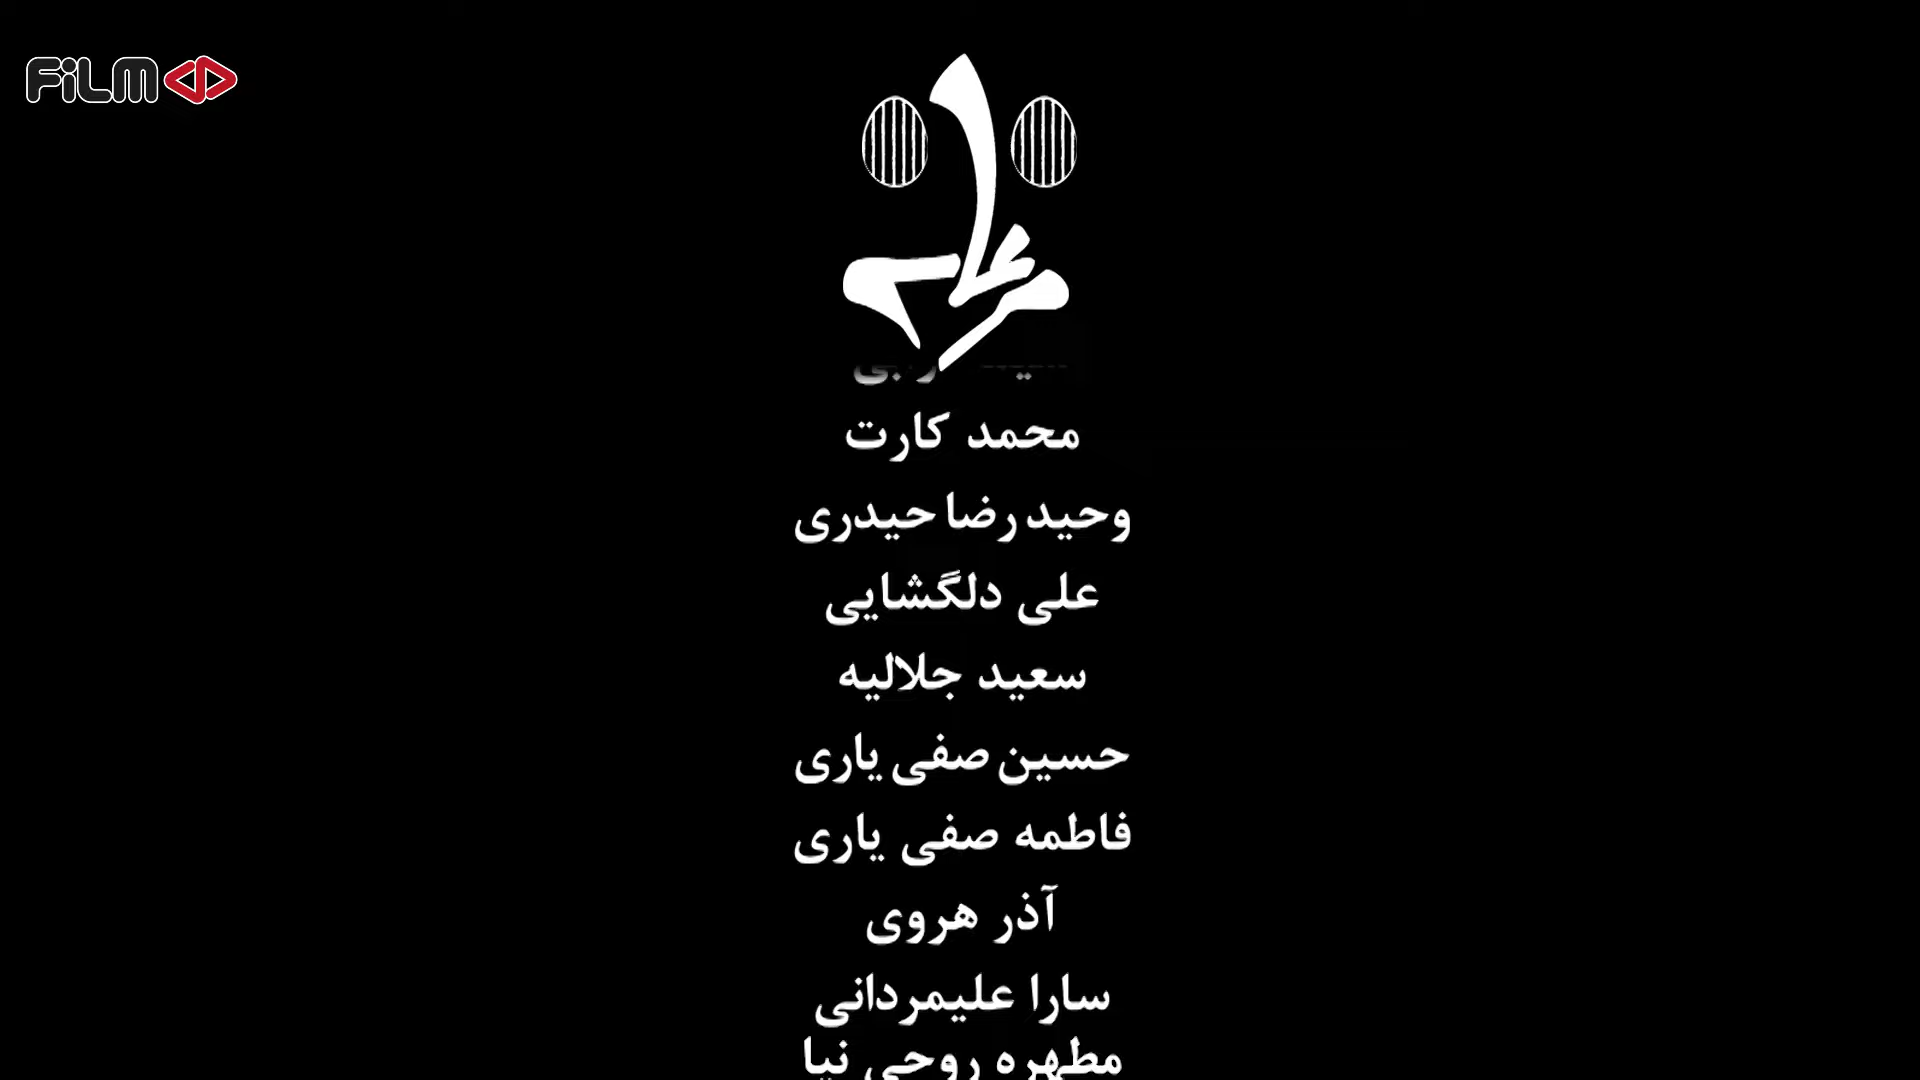 FiLM
محمد کارت
وحید رضا حیدری
علی دلگشایی
سعید جلالیه
حسین صفی یاری
فاطمه صفی یاری
آذر هروی
سارا علیمردانی
مطهره روحی نیا